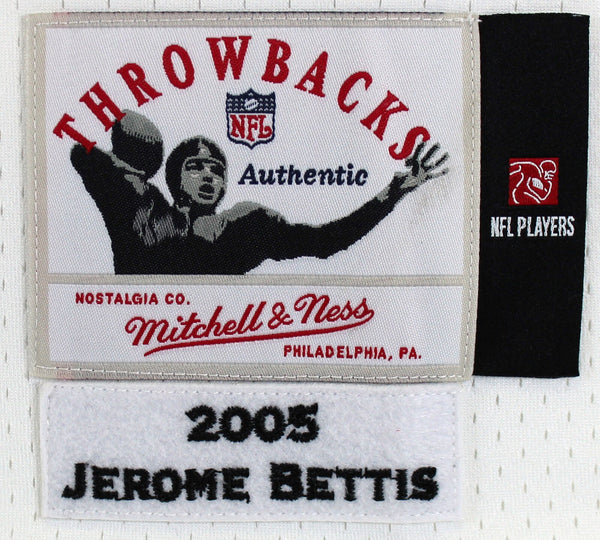 THROWBACKS
NFL
Authentic
NFL PLAYERS
NOSTALGIA CO.
Mitchell & Ness
PHILADELPHIA, PA.
2005
JEROME BETTIS